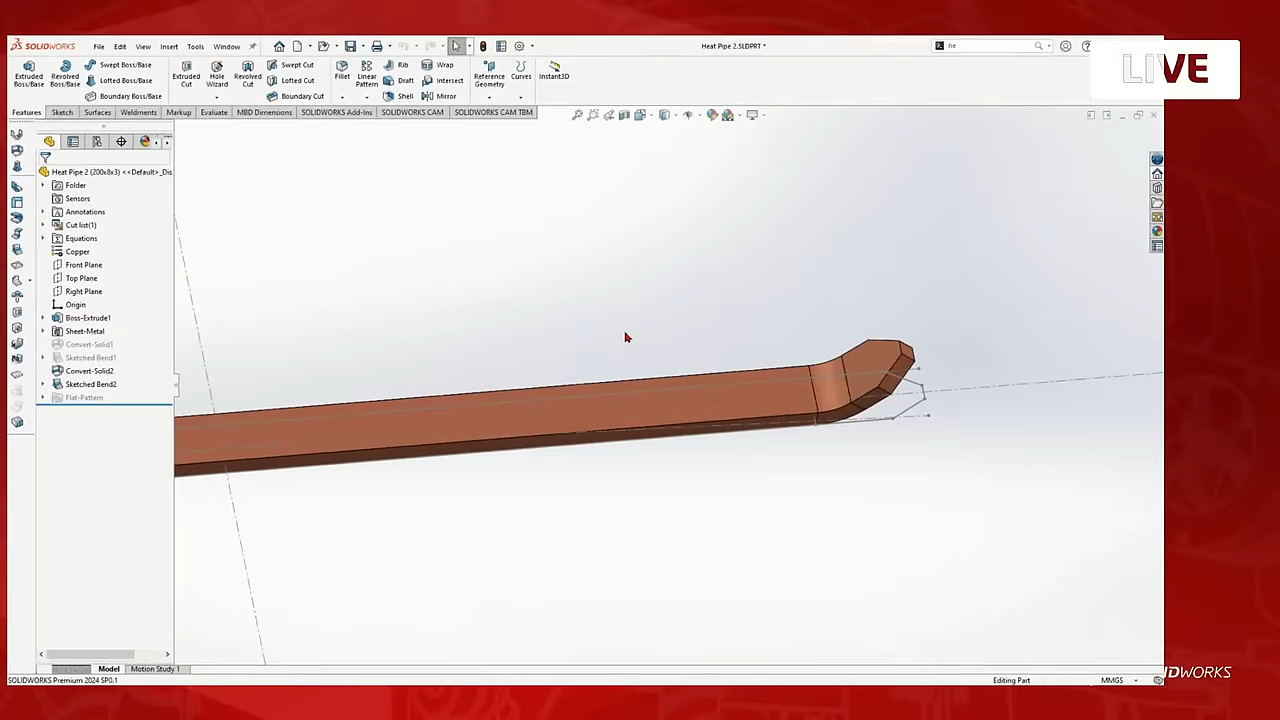 SOLIDWORKS File Edit View Insert Tools Window Heat Pipe 2.SLDPRT * he
LIVE
Extruded Boss/Base Revolved Boss/Base Swept Boss/Base Lofted Boss/Base Boundary Boss/Base Extruded Cut Hole Wizard Revolved Cut Swept Cut Lofted Cut Boundary Cut Fillet Linear Pattern Rib Draft Shell Wrap Intersect Mirror Reference Geometry Curves Instant3D
Features Sketch Surfaces Weldments Markup Evaluate MBD Dimensions SOLIDWORKS Add-Ins SOLIDWORKS CAM SOLIDWORKS CAM TBM
Heat Pipe 2 (200x8x3) <<Default>_Dis
Folder
Sensors
Annotations
Cut list(1)
Equations
Copper
Front Plane
Top Plane
Right Plane
Origin
Boss-Extrude1
Sheet-Metal
Convert-Solid1
Sketched Bend1
Convert-Solid2
Sketched Bend2
Flat-Pattern
Model Motion Study 1
IDWORKS
SOLIDWORKS Premium 2024 SP0.1 Editing Part MMGS